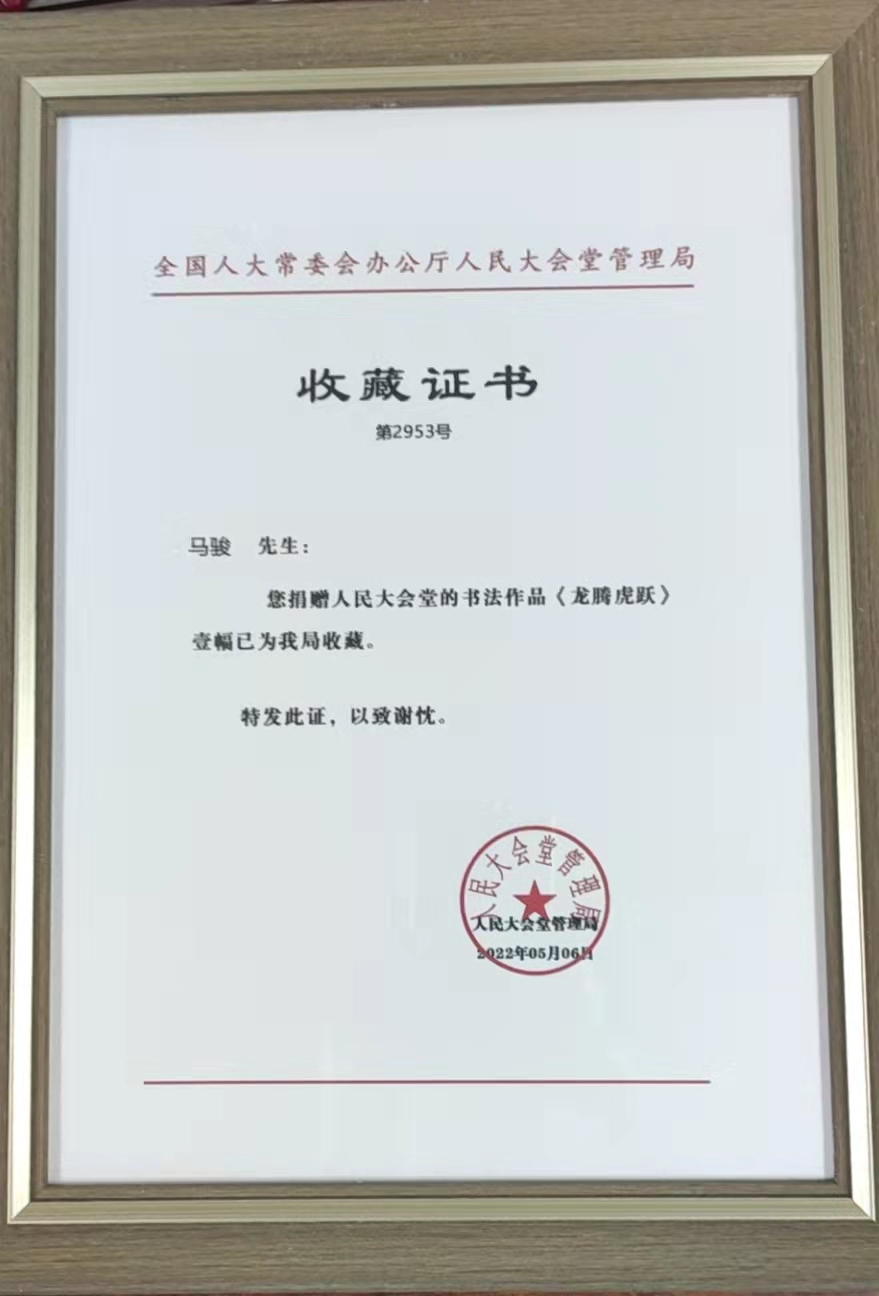 全国人大常委会办公厅人民大会堂管理局
收藏证书
第2953号
马骏 先生：
您捐赠人民大会堂的书法作品《龙腾虎跃》
壹幅已为我局收藏。
特发此证，以致谢忱。
人民大会堂管理局
人民大会堂管理局
2022年05月06日